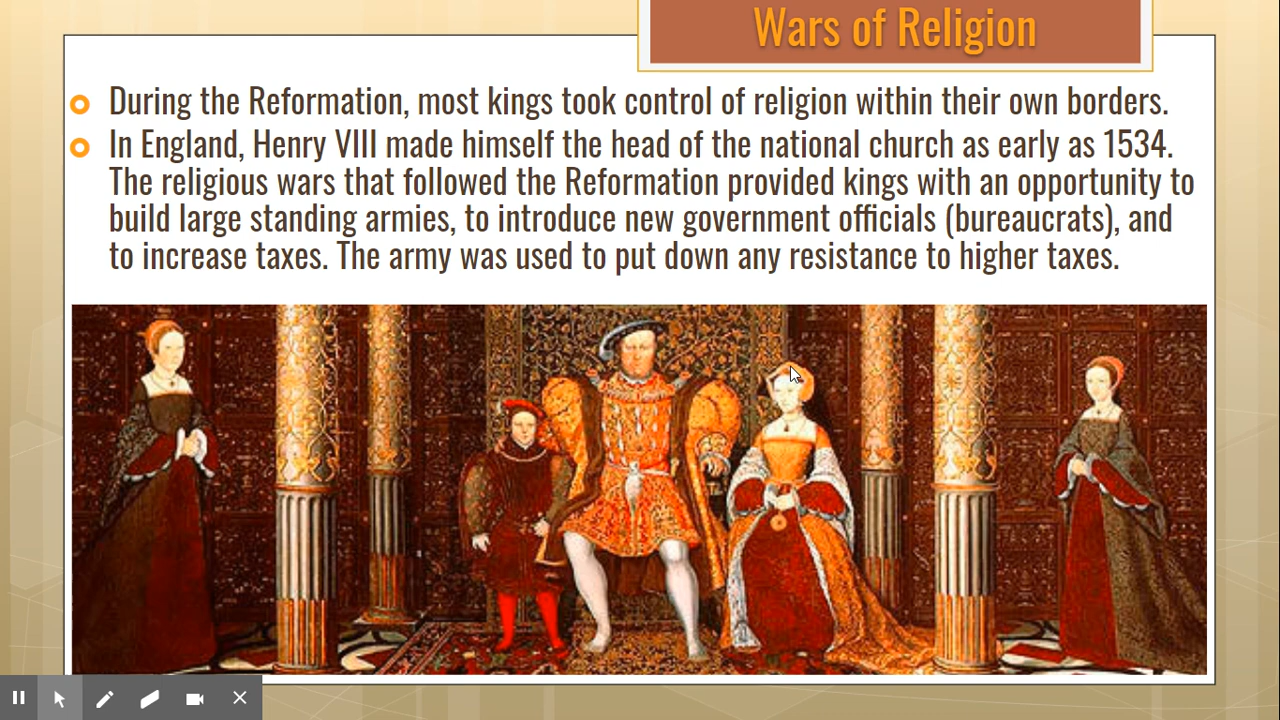 Wars of Religion
During the Reformation, most kings took control of religion within their own borders.
In England, Henry VIII made himself the head of the national church as early as 1534.
The religious wars that followed the Reformation provided kings with an opportunity to
build large standing armies, to introduce new government officials (bureaucrats), and
to increase taxes. The army was used to put down any resistance to higher taxes.